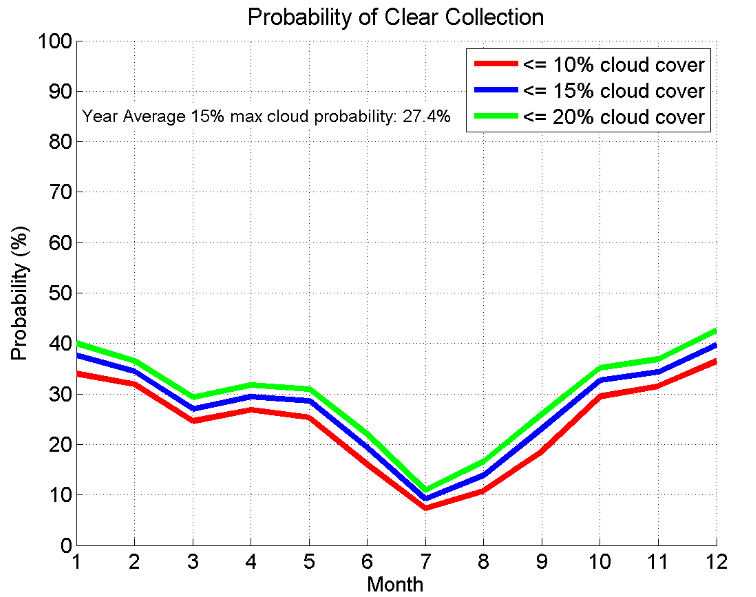 Probability of Clear Collection
100
90
80
70
60
50
40
30
20
10
0
<= 10% cloud cover
<= 15% cloud cover
<= 20% cloud cover
Year Average 15% max cloud probability: 27.4%
Probability (%)
1 2 3 4 5 6 7 8 9 10 11 12
Month